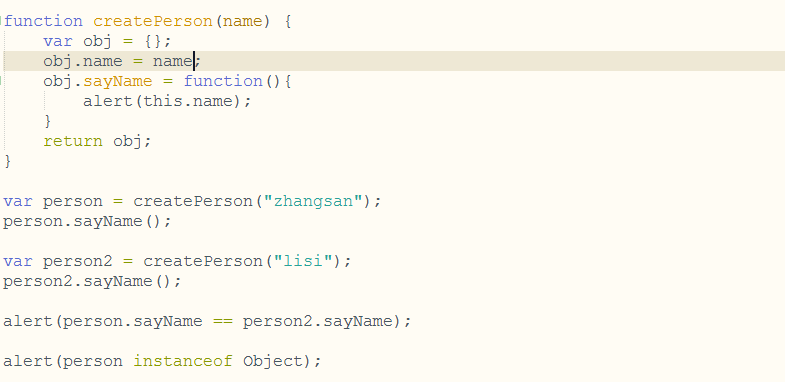 function createPerson(name) {
var obj = {};
obj.name = name;
obj.sayName = function(){
alert(this.name);
}
return obj;
}
var person = createPerson("zhangsan");
person.sayName();
var person2 = createPerson("lisi");
person2.sayName();
alert(person.sayName == person2.sayName);
alert(person instanceof Object);